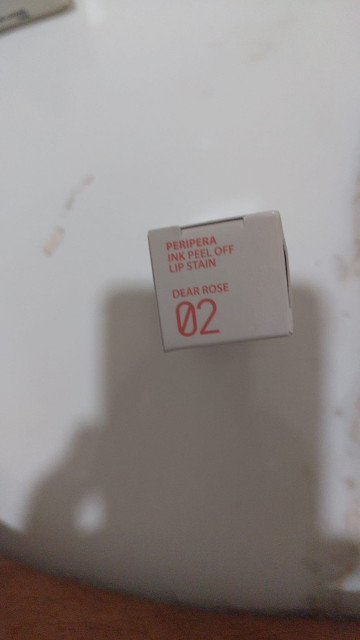 PERIPERA
INK PEEL OFF
LIP STAIN
DEAR ROSE
02